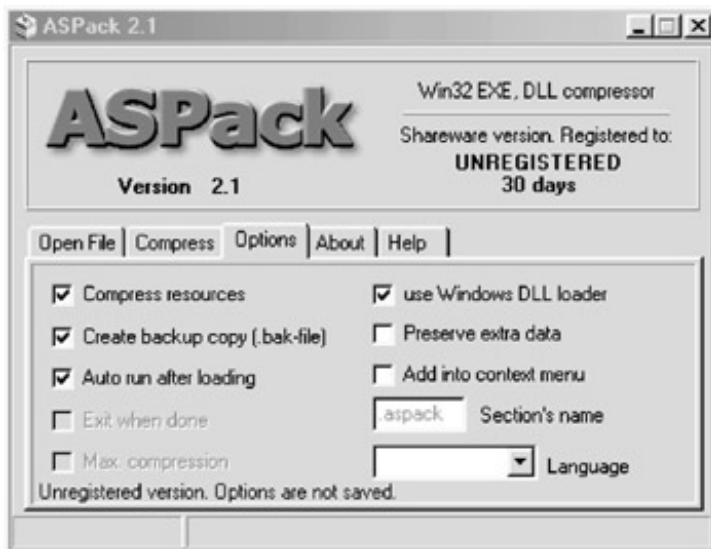 ASPack 2.1
ASPack
Version 2.1
Win32 EXE, DLL compressor
Shareware version. Registered to:
UNREGISTERED
30 days
Open File Compress Options About Help
Compress resources
Create backup copy (.bak-file)
Auto run after loading
Exit when done
Max. compression
use Windows DLL loader
Preserve extra data
Add into context menu
.aspack Section's name
Language
Unregistered version. Options are not saved.